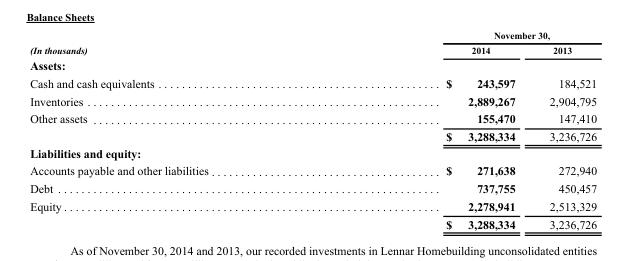 Balance Sheets
November 30,
(In thousands) 2014 2013
Assets:
Cash and cash equivalents . . . . . . . . . . . . . . . . . . . . . . . . . . . . . . . . . . . . . . . . . . . . . . . $ 243,597 184,521
Inventories . . . . . . . . . . . . . . . . . . . . . . . . . . . . . . . . . . . . . . . . . . . . . . . . . . . . . . . . . . . 2,889,267 2,904,795
Other assets . . . . . . . . . . . . . . . . . . . . . . . . . . . . . . . . . . . . . . . . . . . . . . . . . . . . . . . . . . 155,470 147,410
$ 3,288,334 3,236,726
Liabilities and equity:
Accounts payable and other liabilities . . . . . . . . . . . . . . . . . . . . . . . . . . . . . . . . . . . . . . $ 271,638 272,940
Debt . . . . . . . . . . . . . . . . . . . . . . . . . . . . . . . . . . . . . . . . . . . . . . . . . . . . . . . . . . . . . . . . 737,755 450,457
Equity . . . . . . . . . . . . . . . . . . . . . . . . . . . . . . . . . . . . . . . . . . . . . . . . . . . . . . . . . . . . . . . 2,278,941 2,513,329
$ 3,288,334 3,236,726
As of November 30, 2014 and 2013, our recorded investments in Lennar Homebuilding unconsolidated entities